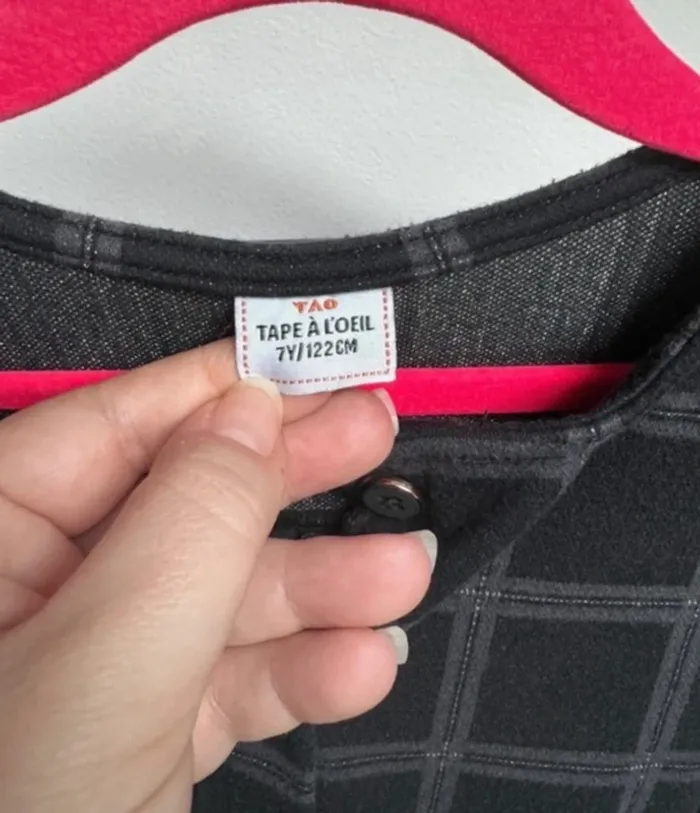 TAO
TAPE À L'OEIL
7Y/122CM